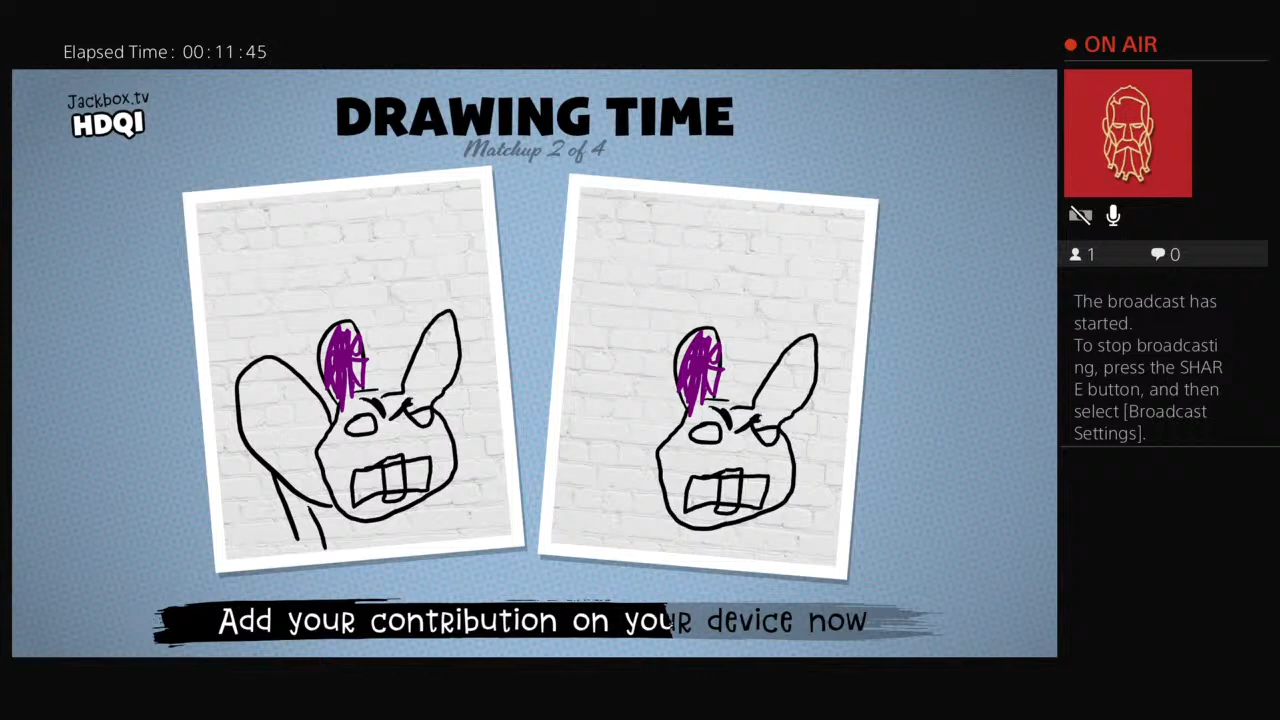 Elapsed Time: 00:11:45
ON AIR
Jackbox.tv
HDQI
DRAWING TIME
Matchup 2 of 4
1
0
The broadcast has
started.
To stop broadcasti
ng, press the SHAR
E button, and then
select [Broadcast
Settings].
Add your contribution on your device now